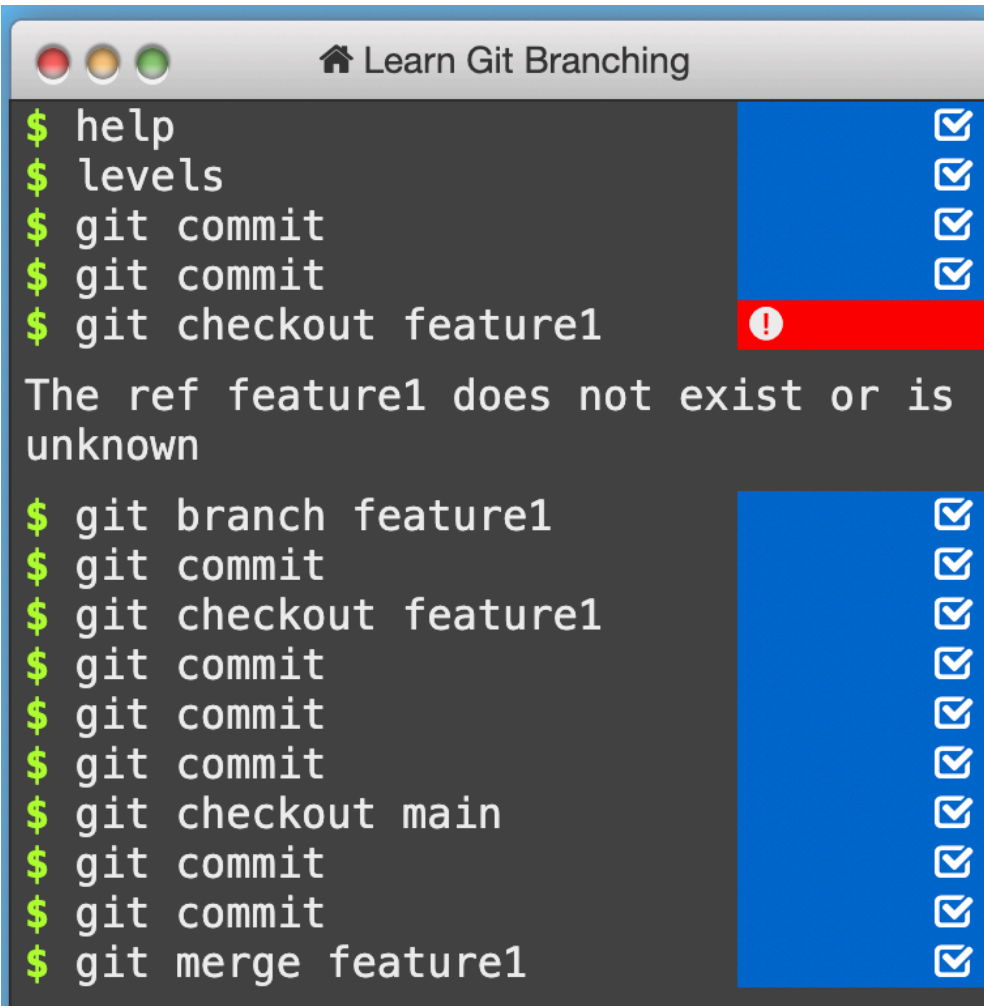 Learn Git Branching
$ help
$ levels
$ git commit
$ git commit
$ git checkout feature1
The ref feature1 does not exist or is
unknown
$ git branch feature1
$ git commit
$ git checkout feature1
$ git commit
$ git commit
$ git commit
$ git checkout main
$ git commit
$ git commit
$ git merge feature1